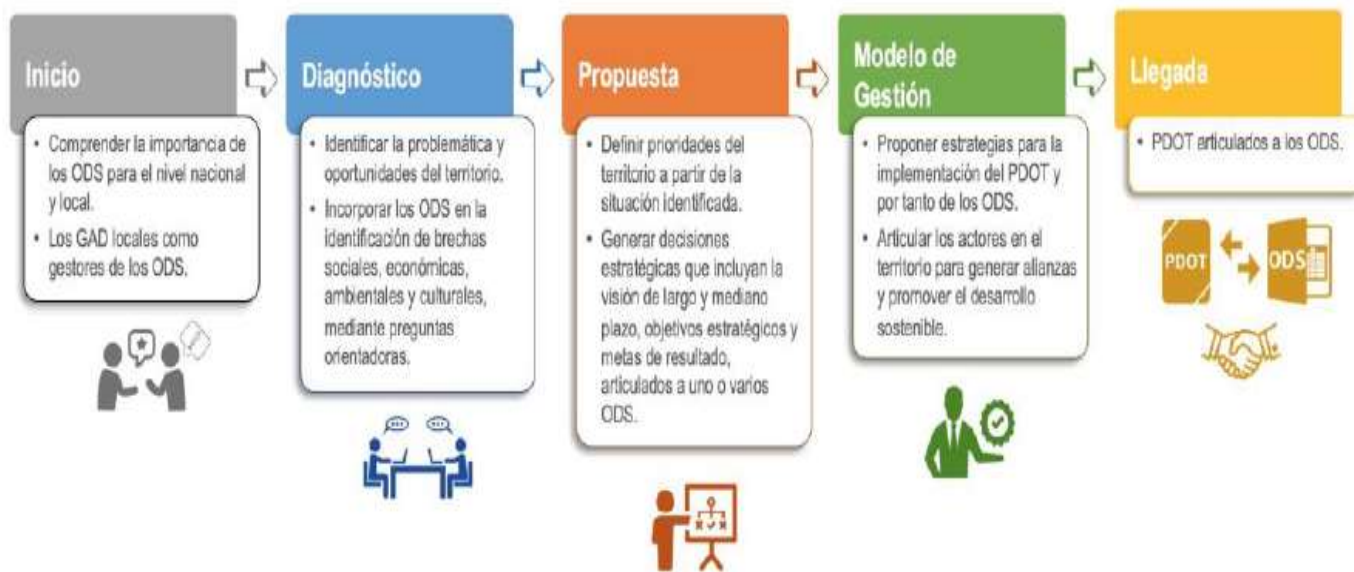 Inicio
• Comprender la importancia de
los ODS para el nivel nacional
y local.
• Los GAD locales como
gestores de los ODS.
Diagnóstico
• Identificar la problemática y
oportunidades del territorio.
• Incorporar los ODS en la
identificación de brechas
sociales, económicas,
ambientales y culturales,
mediante preguntas
orientadoras.
Propuesta
• Definir prioridades del
territorio a partir de la
situación identificada.
• Generar decisiones
estratégicas que incluyan la
visión de largo y mediano
plazo, objetivos estratégicos y
metas de resultado,
articulados a uno o varios
ODS.
Modelo de
Gestión
• Proponer estrategias para la
implementación del PDOT y
por tanto de los ODS.
• Articular los actores en el
territorio para generar alianzas
y promover el desarrollo
sostenible.
Llegada
• PDOT articulados a los ODS.
PDOT
ODS